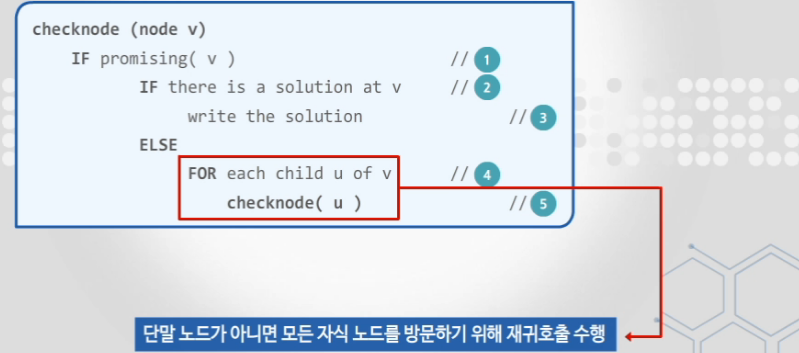 checknode (node v)
IF promising( v ) // 1
IF there is a solution at v // 2
write the solution // 3
ELSE
FOR each child u of v // 4
checknode( u ) // 5
단말 노드가 아니면 모든 자식 노드를 방문하기 위해 재귀호출 수행